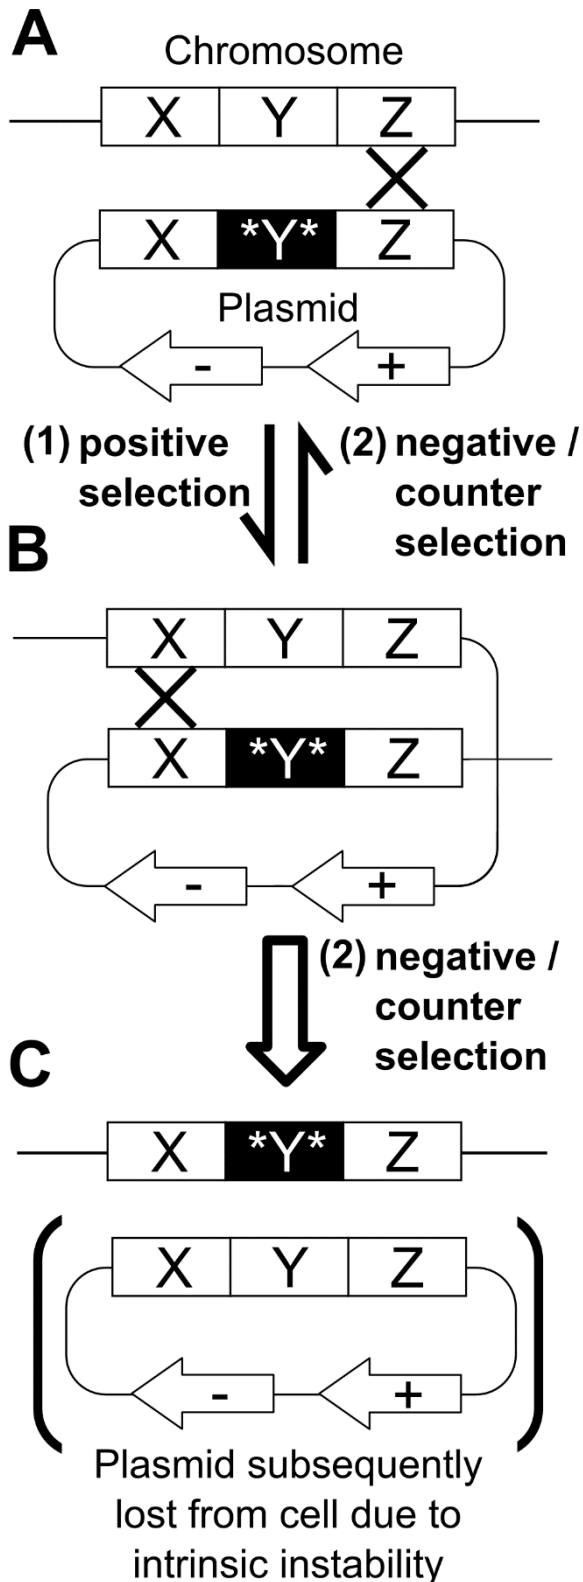 A
Chromosome
X Y Z
X *Y* Z
Plasmid
- +
(1) positive
selection
(2) negative /
counter
selection
B
X Y Z
X *Y* Z
- +
(2) negative /
counter
selection
C
X *Y* Z
X Y Z
- +
Plasmid subsequently
lost from cell due to
intrinsic instability